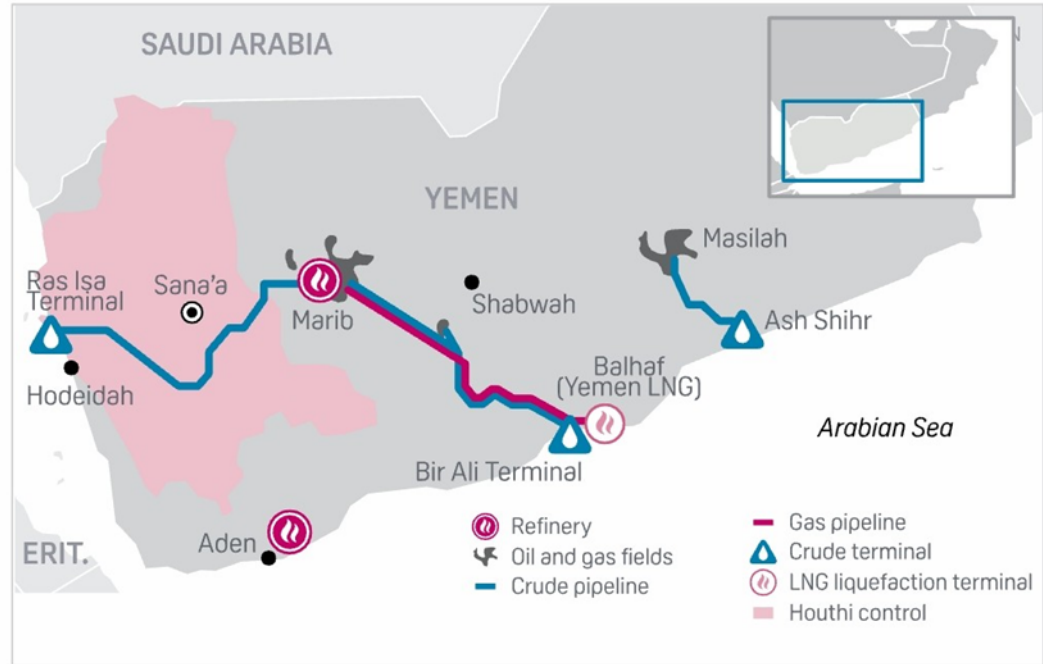 SAUDI ARABIA
N
YEMEN
Masilah
Ras Isa
Terminal
Sana'a
Marib
Shabwah
Ash Shihr
Hodeidah
Balhaf
(Yemen LNG)
Arabian Sea
Bir Ali Terminal
Aden
ERIT.
Refinery
Oil and gas fields
Crude pipeline
Gas pipeline
Crude terminal
LNG liquefaction terminal
Houthi control